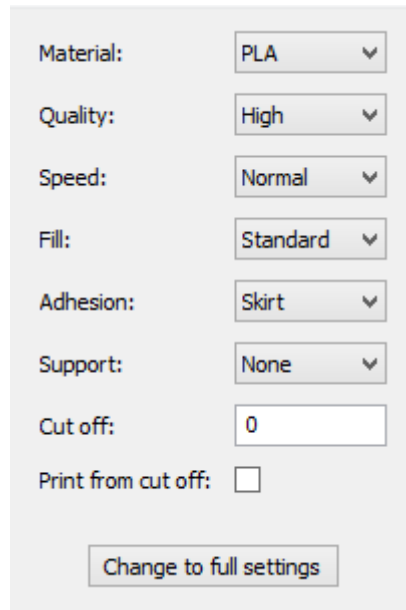 Material: PLA
Quality: High
Speed: Normal
Fill: Standard
Adhesion: Skirt
Support: None
Cut off: 0
Print from cut off:
Change to full settings